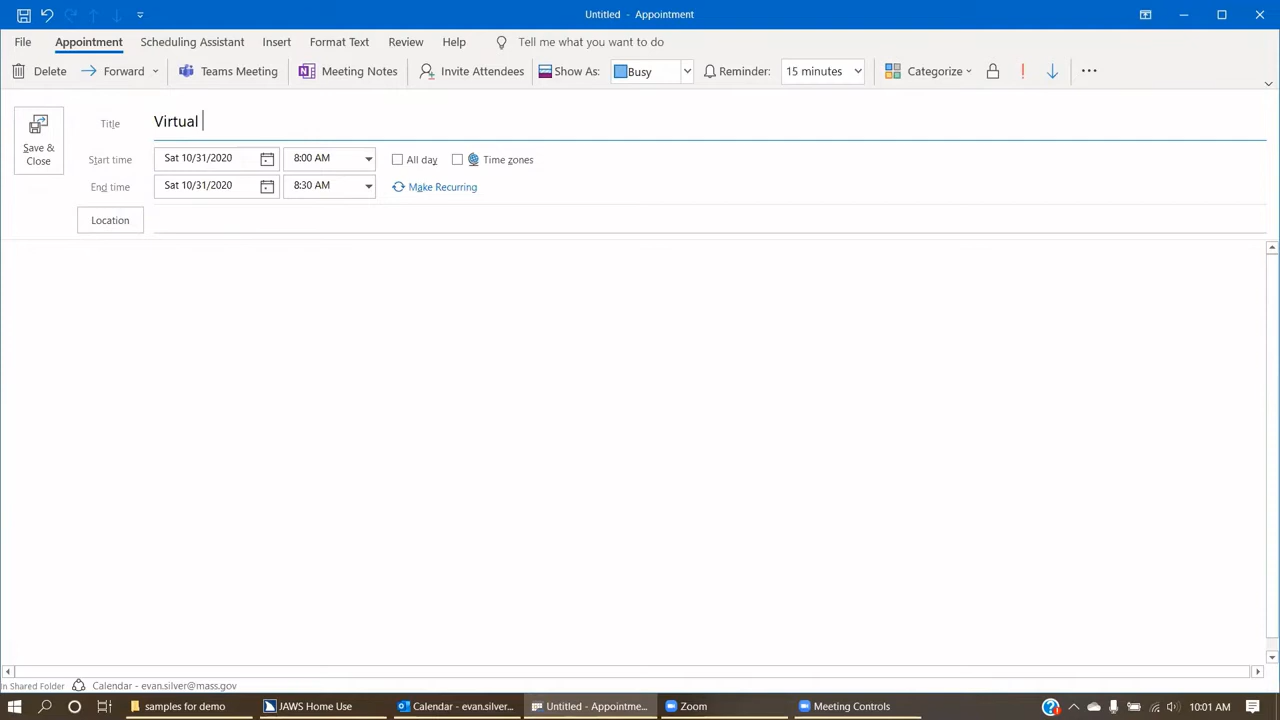 Untitled - Appointment
File Appointment Scheduling Assistant Insert Format Text Review Help Tell me what you want to do
Delete Forward Teams Meeting Meeting Notes Invite Attendees Show As: Busy Reminder: 15 minutes Categorize
Save & Close
Title Virtual
Start time Sat 10/31/2020 8:00 AM All day Time zones
End time Sat 10/31/2020 8:30 AM Make Recurring
Location
In Shared Folder Calendar - evan.silver@mass.gov
samples for demo JAWS Home Use Calendar - evan.silver... Untitled - Appointme... Zoom Meeting Controls 10:01 AM